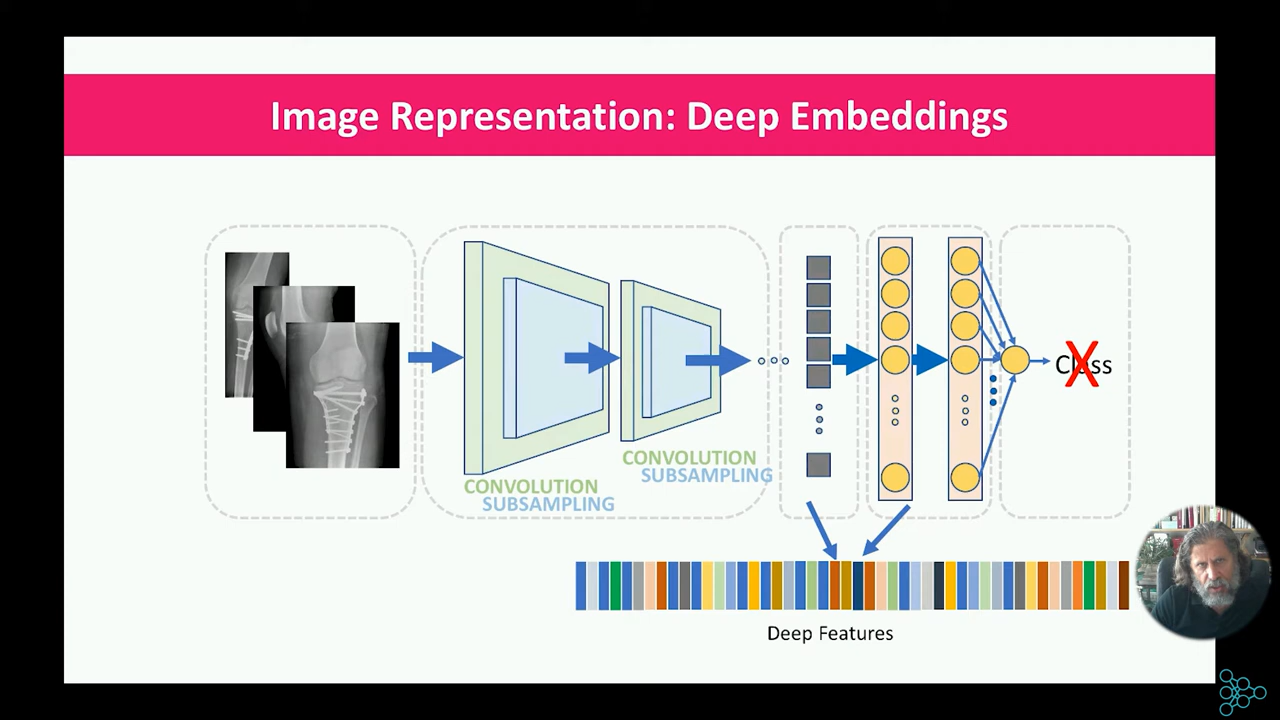 Image Representation: Deep Embeddings
CONVOLUTION
SUBSAMPLING
CONVOLUTION
SUBSAMPLING
Class
Deep Features